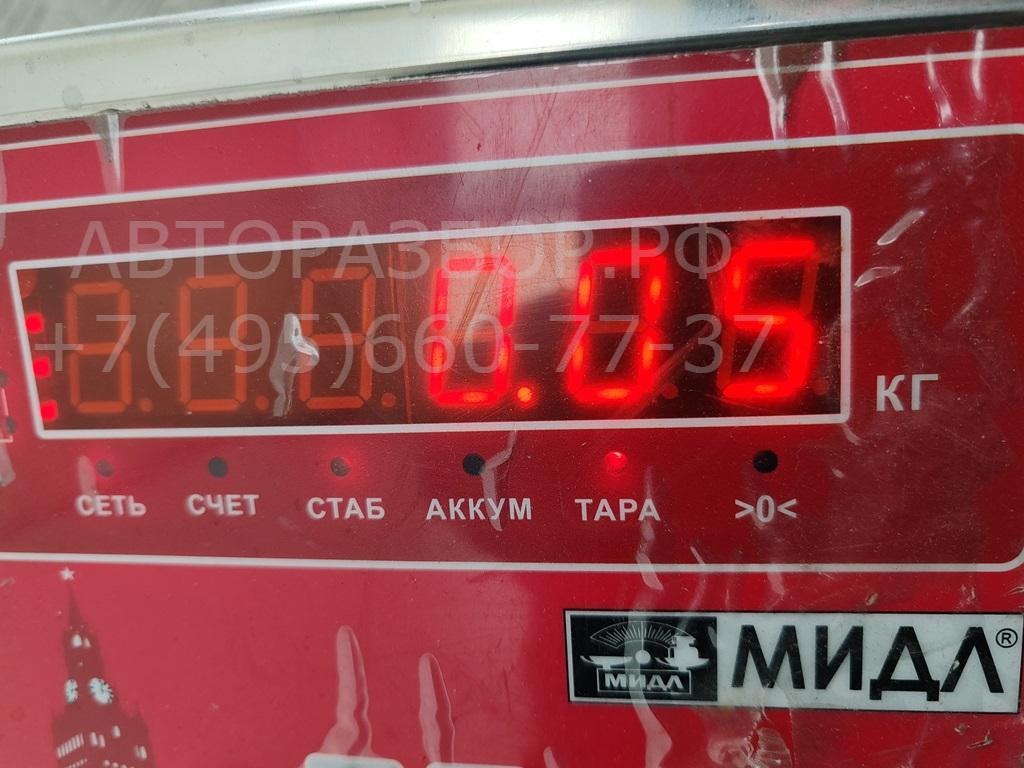 АВТОРАЗБОР.РФ
+7(495)660-77-37
0.05
КГ
СЕТЬ СЧЕТ СТАБ АККУМ ТАРА >0<
МИДЛ МИДЛ®